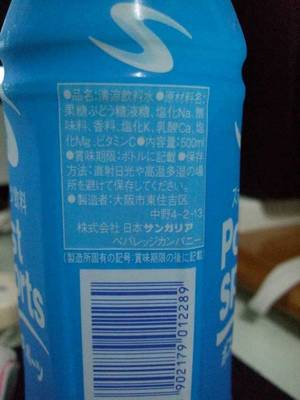 ●品名:清涼飲料水●原材料名:
果糖ぶどう糖液糖、塩化Na、酸
味料、香料、塩化K、乳酸Ca、塩
化Mg、ビタミンC●内容量:500ml
●賞味期限:ボトルに記載●保存
方法:直射日光や高温多湿の場
所を避けて保存してください。
●製造者:大阪市東住吉区
中野4-2-13
株式会社 日本サンガリア
ベバレッジカンパニー
(製造所固有の記号:賞味期限の後に記載)
902179 012289
飲料
st
orts
Po
SP